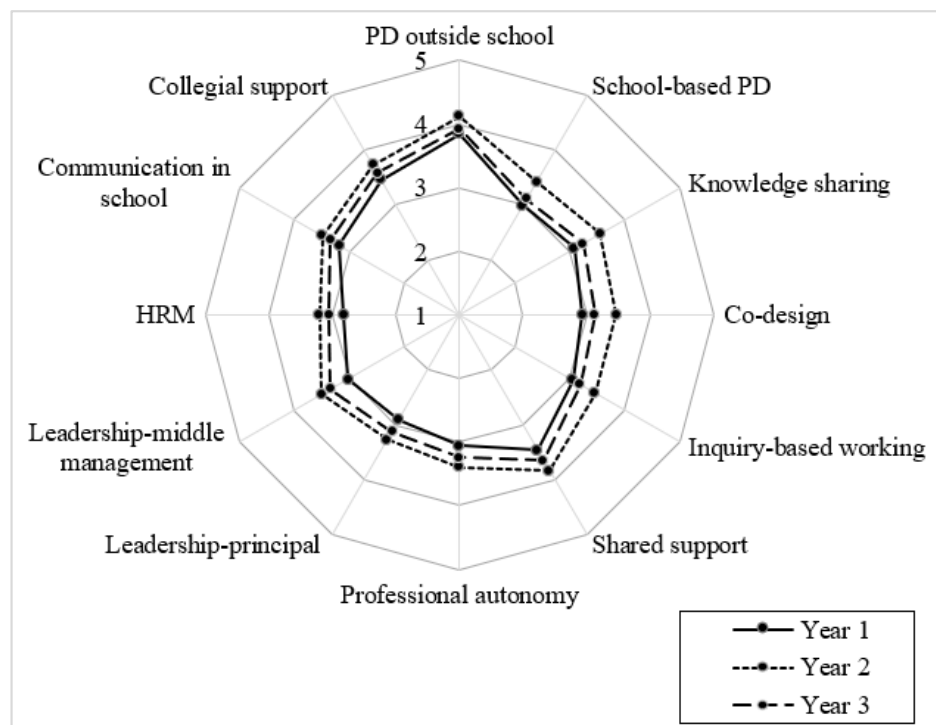 PD outside school
School-based PD
Knowledge sharing
Co-design
Inquiry-based working
Shared support
Professional autonomy
Leadership-principal
Leadership-middle
management
HRM
Communication in
school
Collegial support
5
4
3
2
1
Year 1
Year 2
Year 3